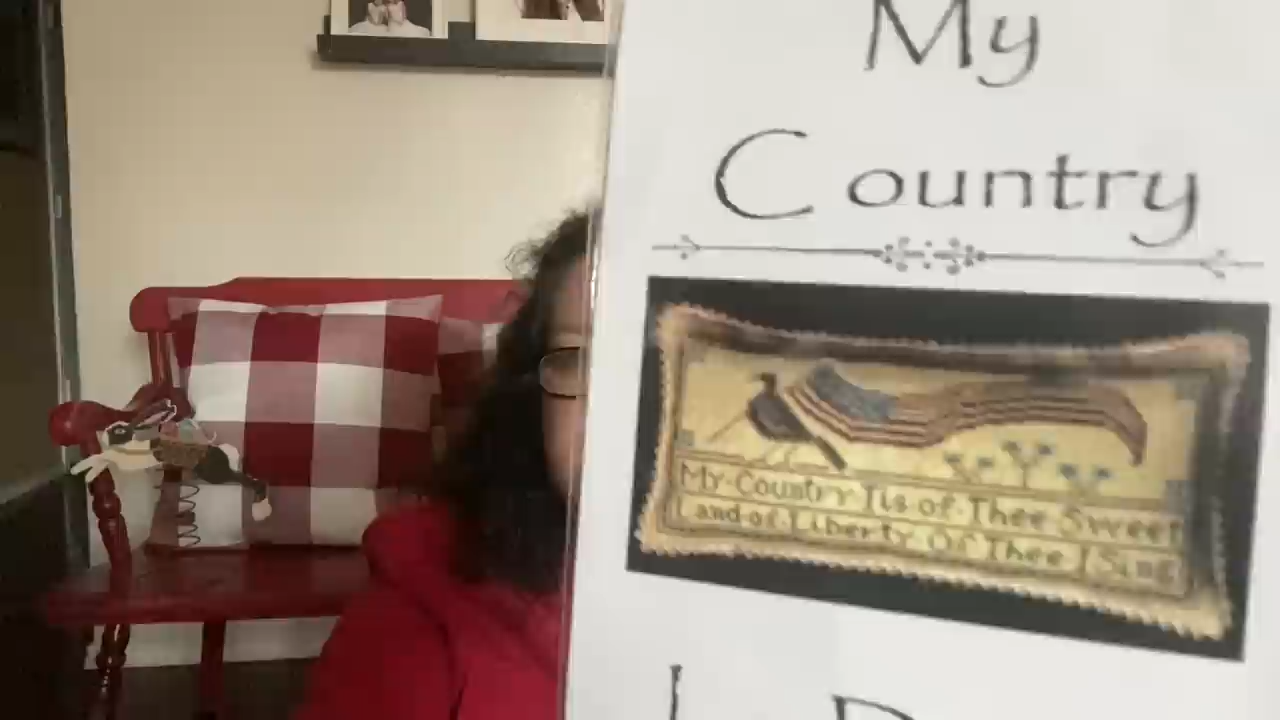 My
Country
My Country Tis of Thee Sweet
Land of Liberty Of Thee I Sing